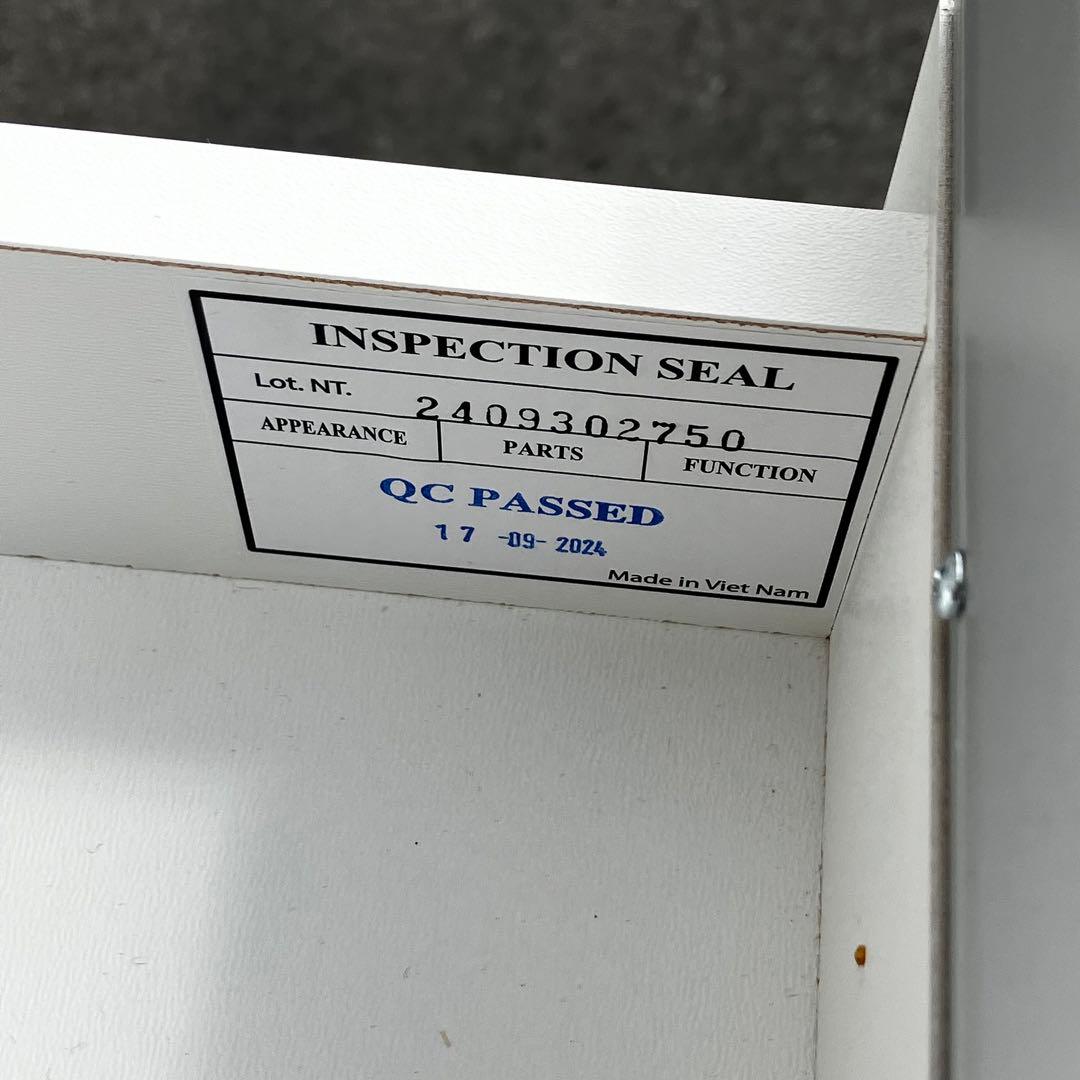 INSPECTION SEAL
Lot. NT. 2409302750
APPEARANCE PARTS FUNCTION
QC PASSED
17 -09- 2024
Made in Viet Nam